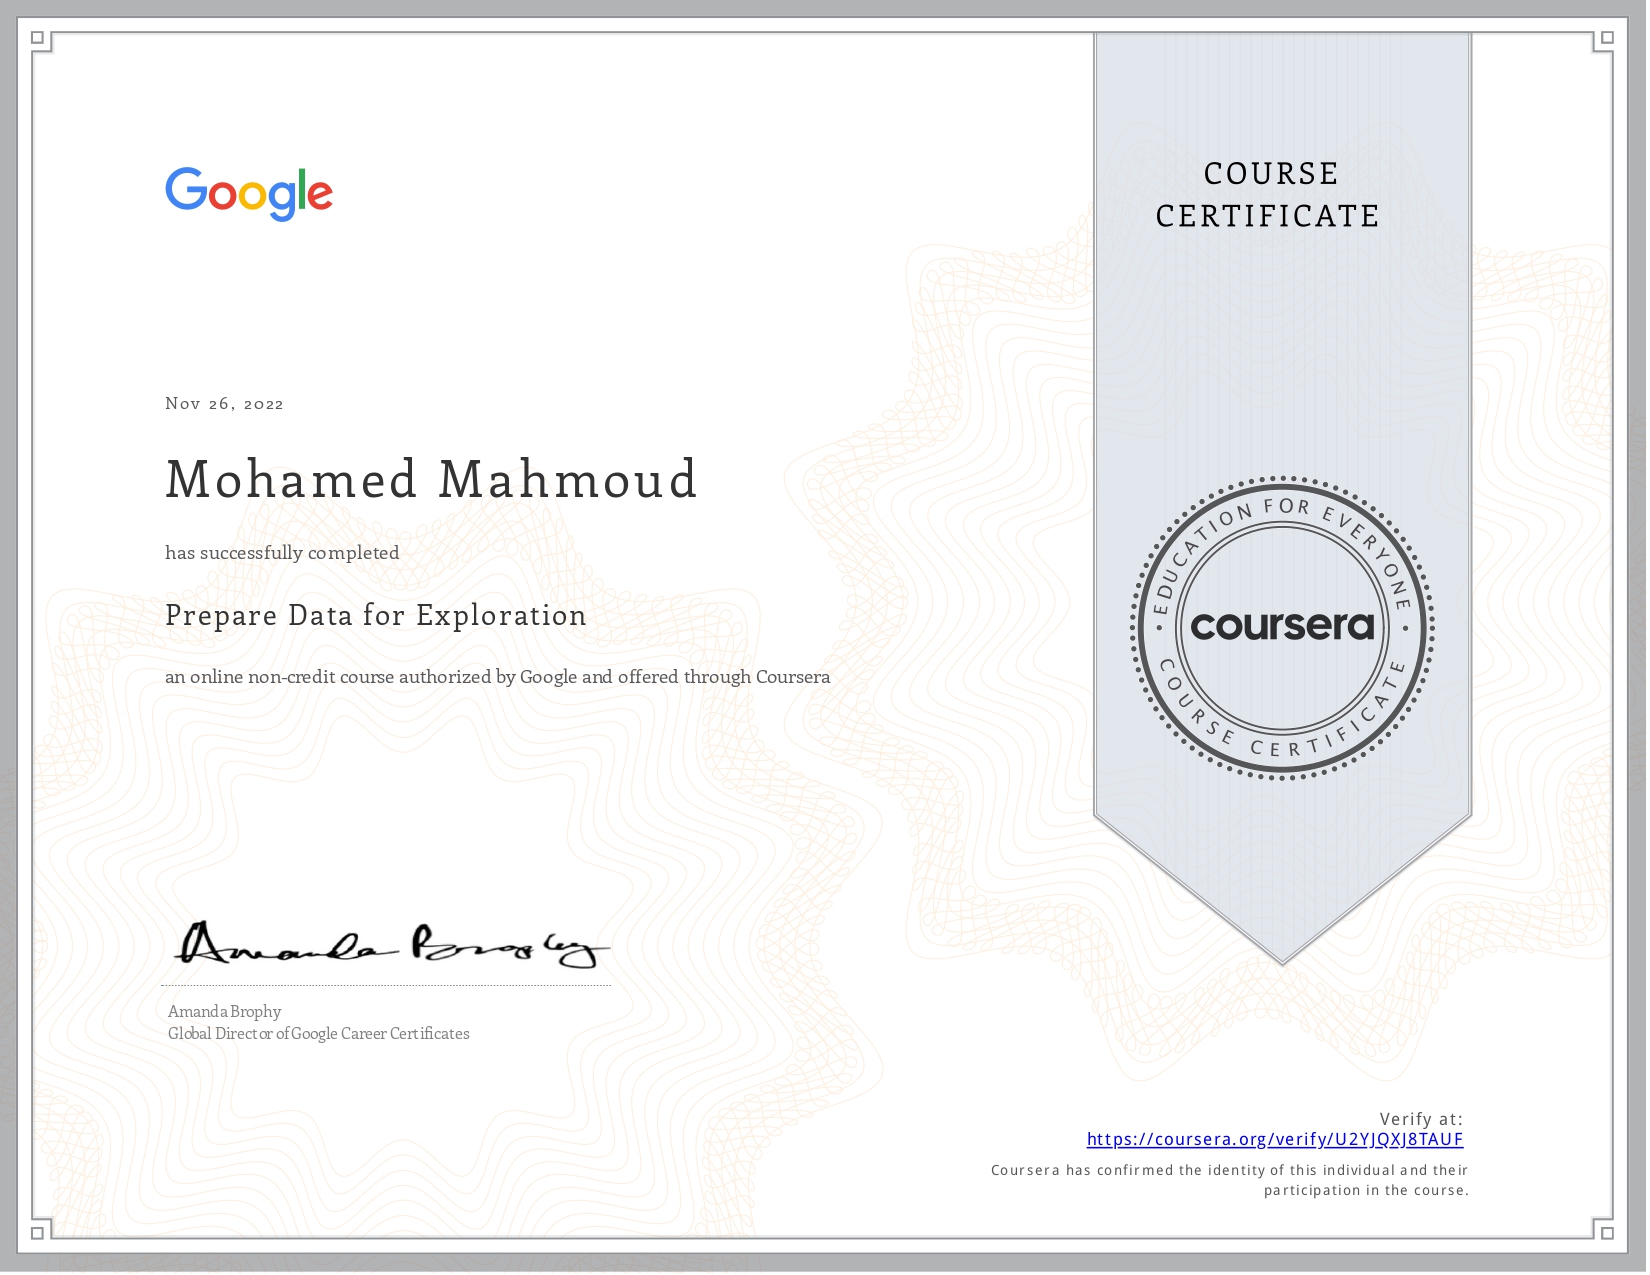 Google
COURSE
CERTIFICATE
Nov 26, 2022
Mohamed Mahmoud
has successfully completed
Prepare Data for Exploration
an online non-credit course authorized by Google and offered through Coursera
EDUCATION FOR EVERYONE
coursera
COURSE CERTIFICATE
Amanda Brophy
Amanda Brophy
Global Director of Google Career Certificates
Verify at:
https://coursera.org/verify/U2YJQXJ8TAUF
Coursera has confirmed the identity of this individual and their
participation in the course.